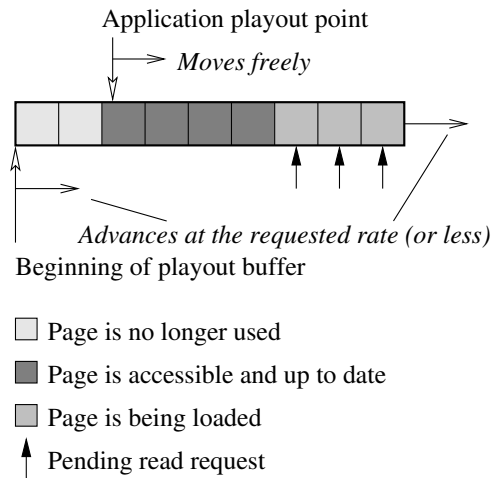 Application playout point
Moves freely
Advances at the requested rate (or less)
Beginning of playout buffer
Page is no longer used
Page is accessible and up to date
Page is being loaded
Pending read request